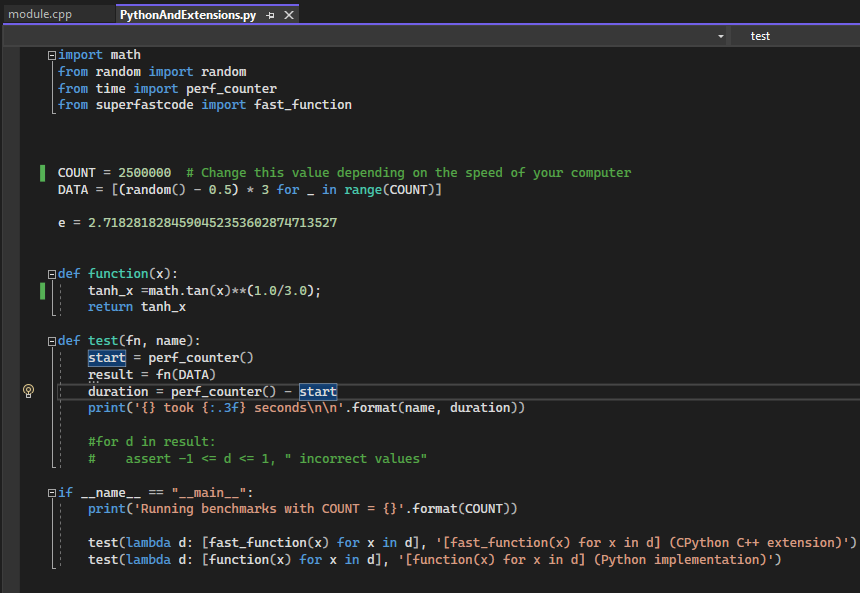 module.cpp
PythonAndExtensions.py
test
import math
from random import random
from time import perf_counter
from superfastcode import fast_function
COUNT = 2500000  # Change this value depending on the speed of your computer
DATA = [(random() - 0.5) * 3 for _ in range(COUNT)]
e = 2.7182818284590452353602874713527
def function(x):
    tanh_x =math.tan(x)**(1.0/3.0);
    return tanh_x
def test(fn, name):
    start = perf_counter()
    result = fn(DATA)
    duration = perf_counter() - start
    print('{} took {:.3f} seconds\n\n'.format(name, duration))
    #for d in result:
    #    assert -1 <= d <= 1, " incorrect values"
if __name__ == "__main__":
    print('Running benchmarks with COUNT = {}'.format(COUNT))
    test(lambda d: [fast_function(x) for x in d], '[fast_function(x) for x in d] (CPython C++ extension)')
    test(lambda d: [function(x) for x in d], '[function(x) for x in d] (Python implementation)')